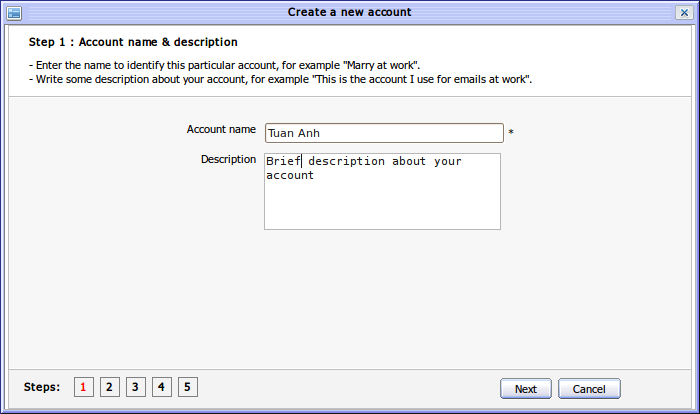 Create a new account
Step 1 : Account name & description
- Enter the name to identify this particular account, for example "Marry at work".
- Write some description about your account, for example "This is the account I use for emails at work".
Account name Tuan Anh *
Description Brief description about your
account
Steps: 1 2 3 4 5 Next Cancel